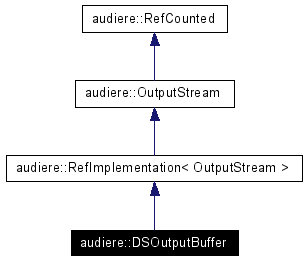 audiere::RefCounted
audiere::OutputStream
audiere::RefImplementation< OutputStream >
audiere::DSOutputBuffer